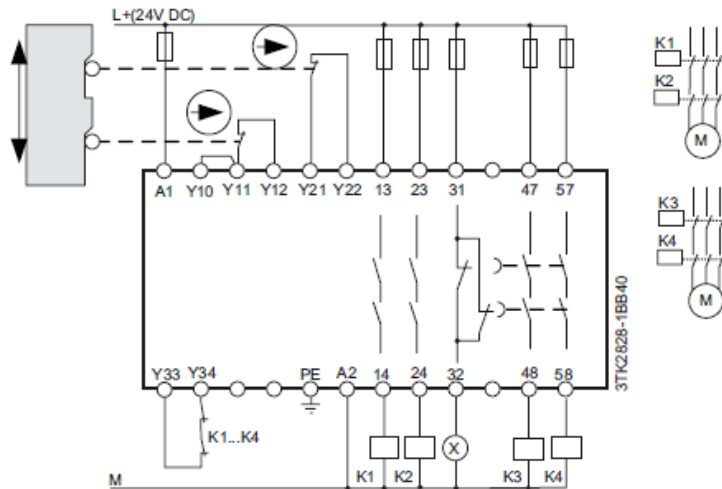 L+(24V DC)
K1
K2
M
A1 Y10 Y11 Y12 Y21 Y22 13 23 31 47 57
K3
K4
M
3TK2828-1BB40
Y33 Y34 PE A2 14 24 32 48 58
K1...K4
X
K1 K2 K3 K4
M